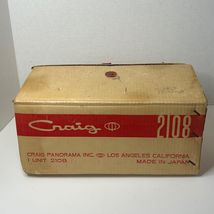 Craig 2108
CRAIG PANORAMA INC. LOS ANGELES CALIFORNIA
1 UNIT 2108 MADE IN JAPAN